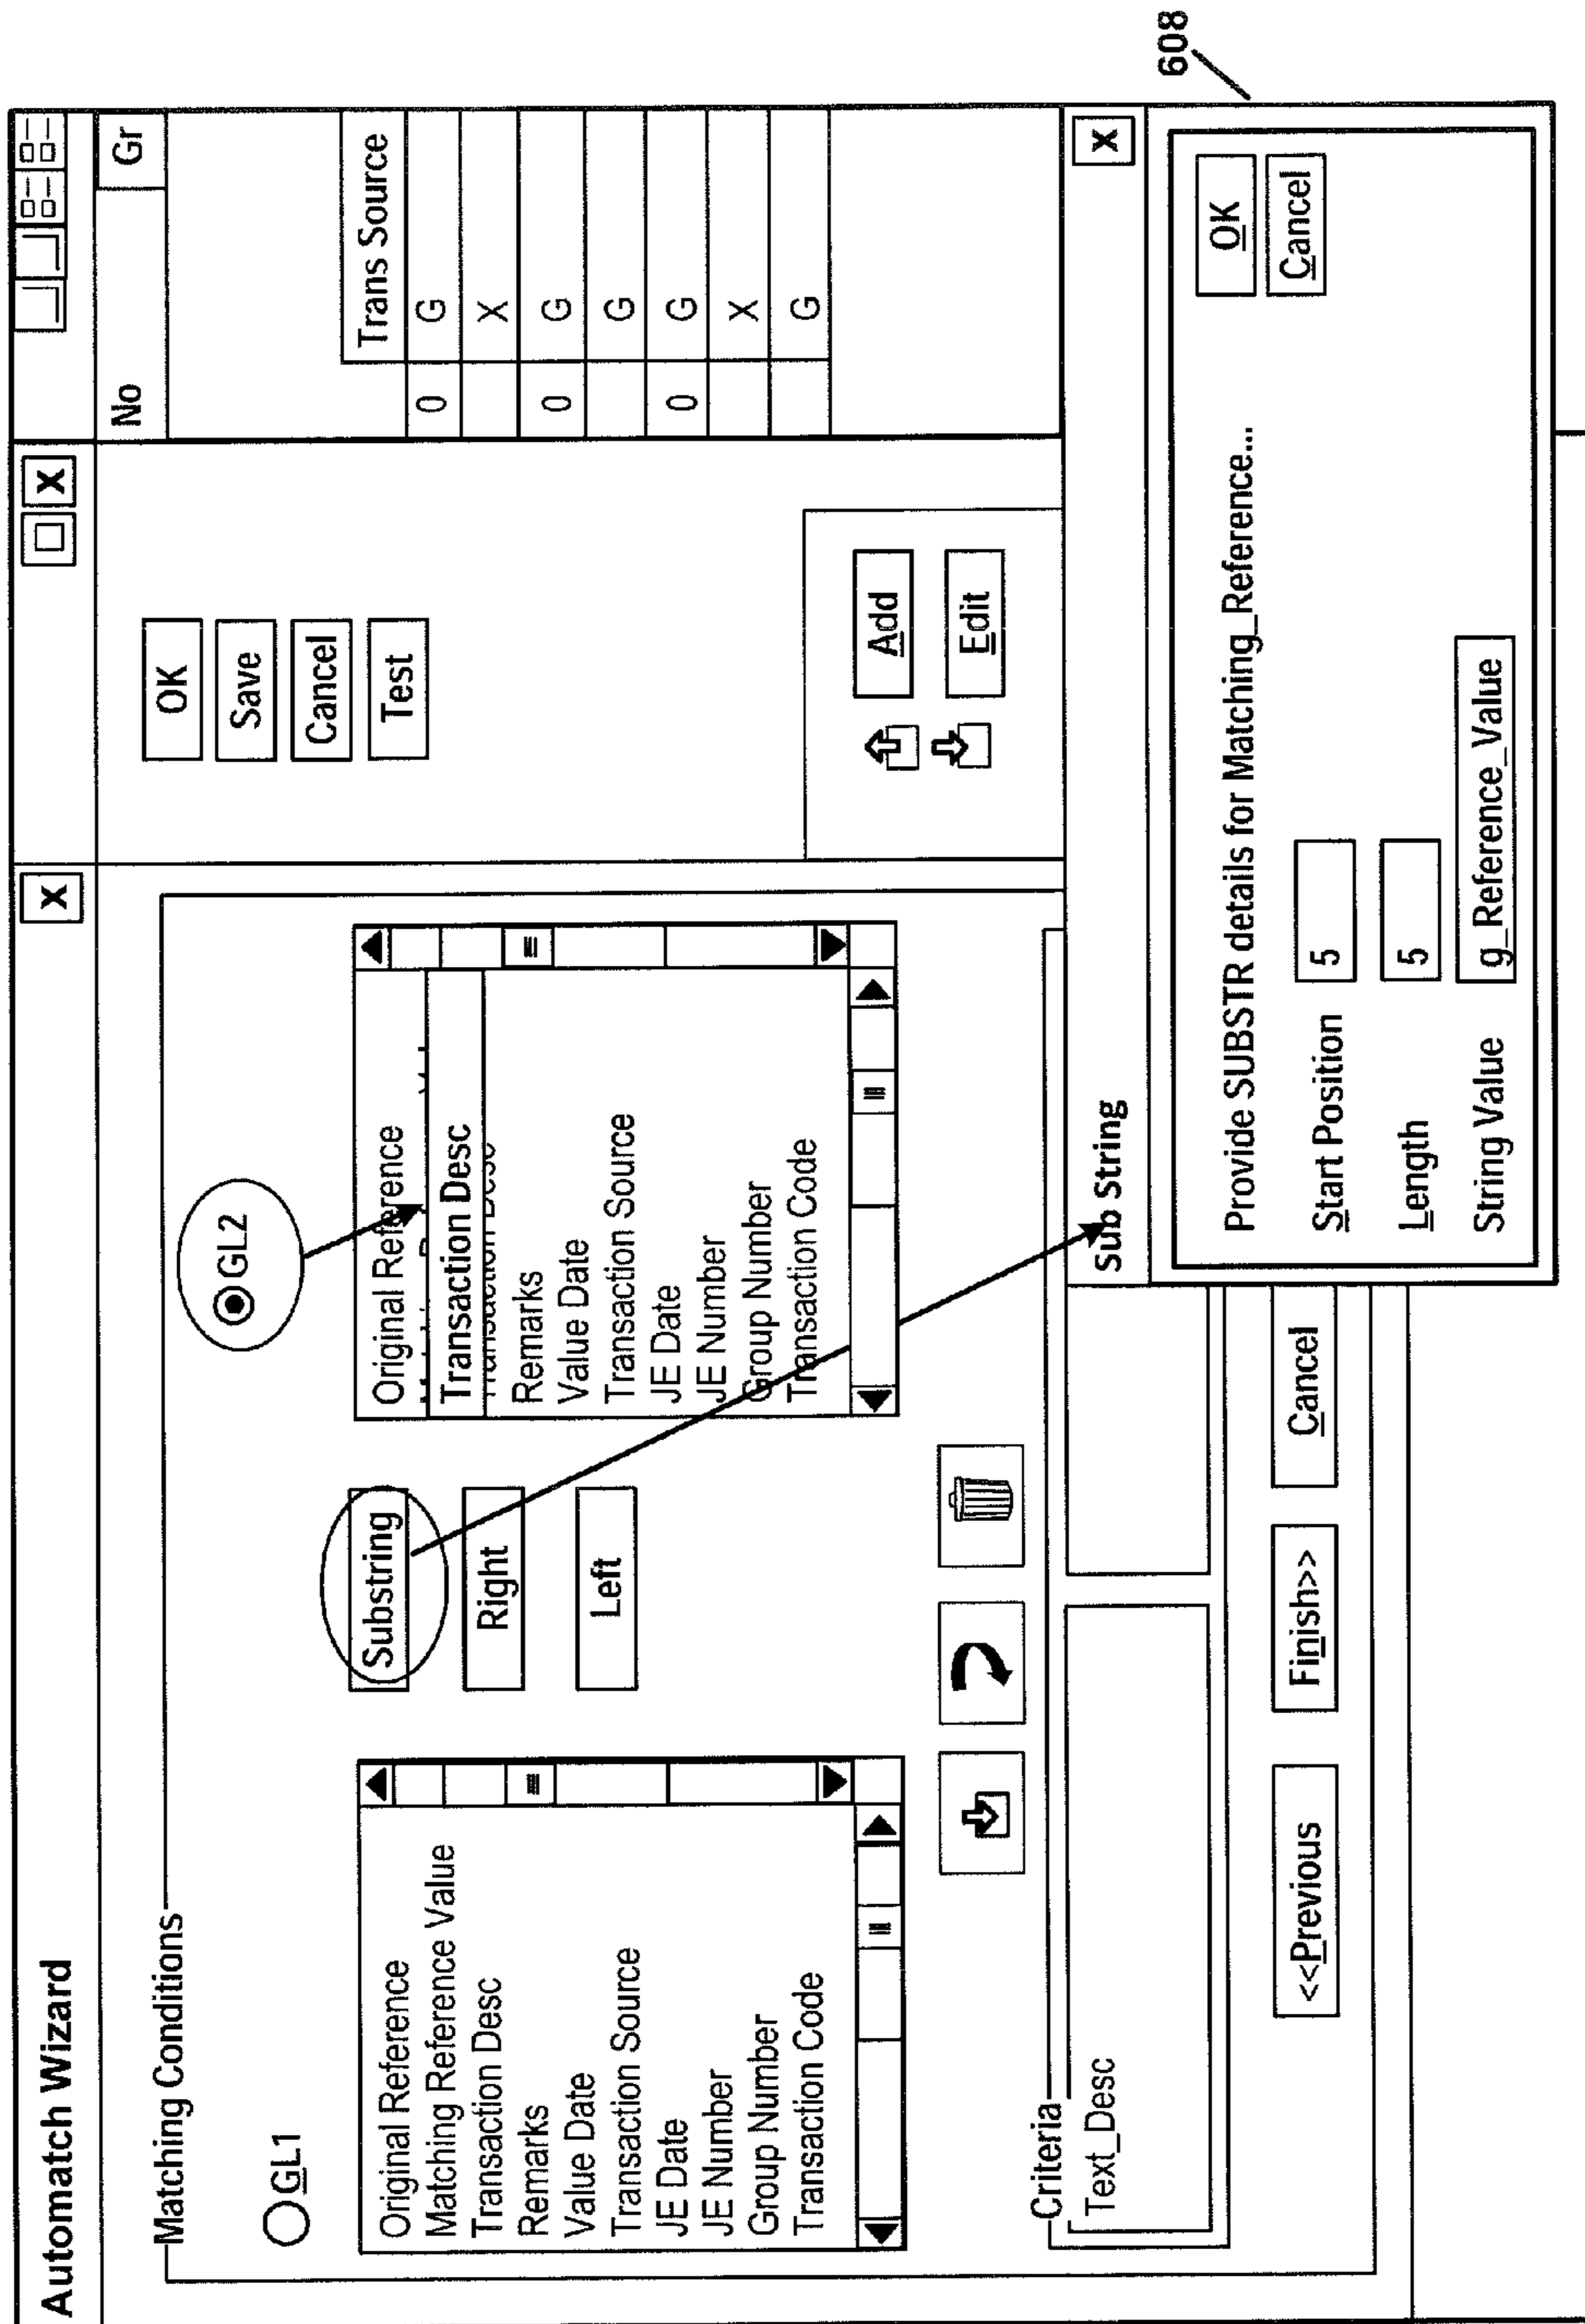 Automatch Wizard
X
X
Matching Conditions
GL1
GL2
Original Reference
Matching Reference Value
Transaction Desc
Remarks
Value Date
Transaction Source
JE Date
JE Number
Group Number
Transaction Code
Substring
Right
Left
Original Reference
Transaction Desc
Transaction Desc
Remarks
Value Date
Transaction Source
JE Date
JE Number
Group Number
Transaction Code
OK
Save
Cancel
Test
Add
Edit
No
Gr
Trans Source
0 G
X
0 G
G
0 G
X
G
Criteria
Text_Desc
<<Previous
Finish>>
Cancel
Sub String
X
Provide SUBSTR details for Matching_Reference...
Start Position
5
Length
5
String Value
g_Reference_Value
OK
Cancel
608